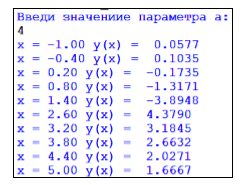 Введи значениие параметра а:
4
x = -1.00 y(x) = 0.0577
x = -0.40 y(x) = 0.1035
x = 0.20 y(x) = -0.1735
x = 0.80 y(x) = -1.3171
x = 1.40 y(x) = -3.8948
x = 2.60 y(x) = 4.3790
x = 3.20 y(x) = 3.1845
x = 3.80 y(x) = 2.6632
x = 4.40 y(x) = 2.0271
x = 5.00 y(x) = 1.6667